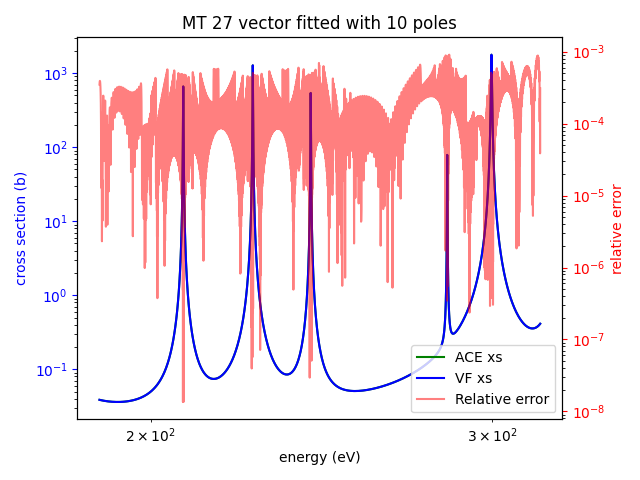 MT 27 vector fitted with 10 poles
10³
10²
10¹
10⁰
10⁻¹
cross section (b)
10⁻³
10⁻⁴
10⁻⁵
10⁻⁶
10⁻⁷
10⁻⁸
relative error
ACE xs
VF xs
Relative error
2 × 10²
3 × 10²
energy (eV)